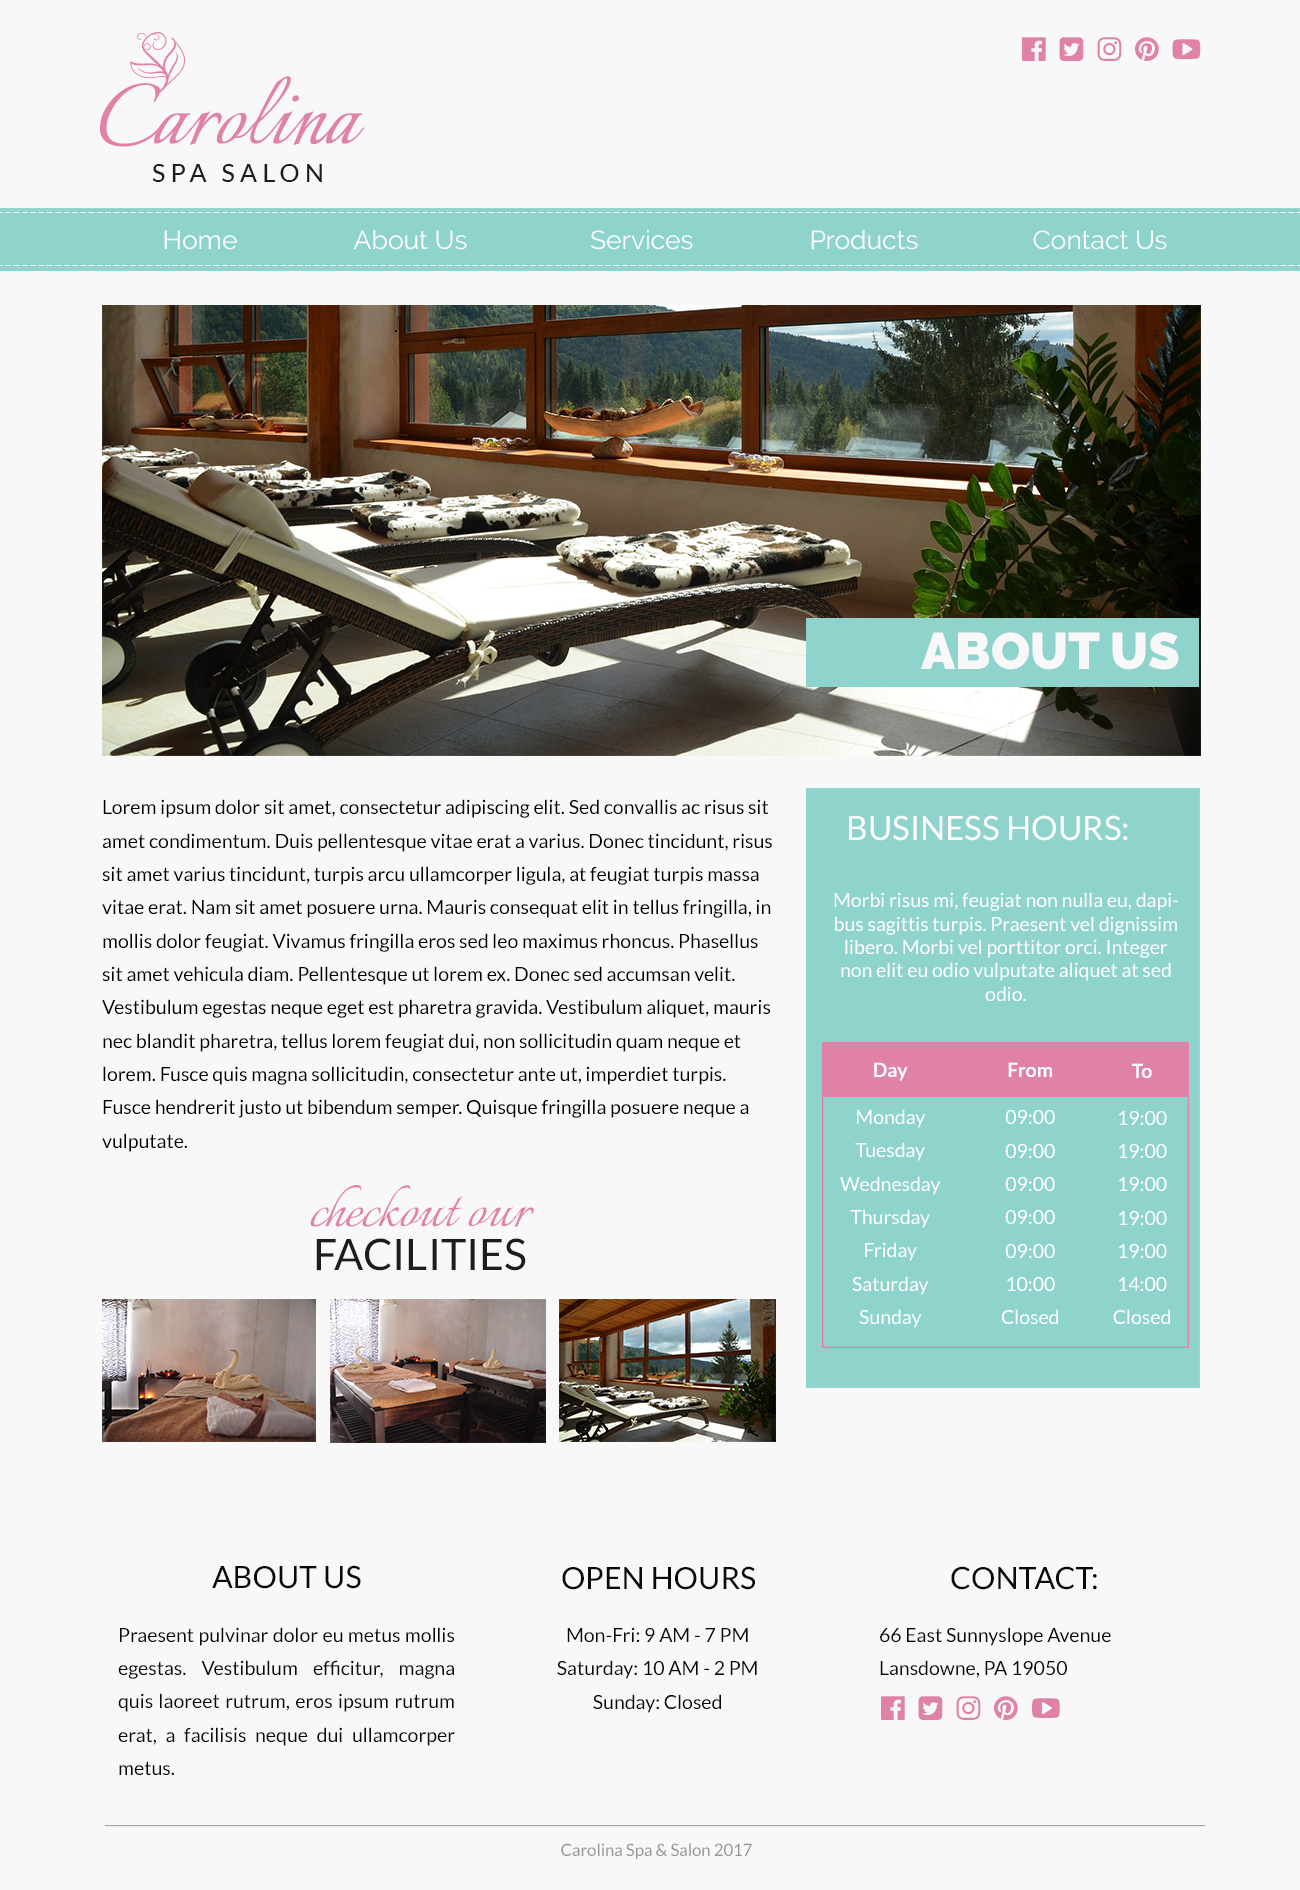 Carolina
SPA SALON
Home About Us Services Products Contact Us
ABOUT US
Lorem ipsum dolor sit amet, consectetur adipiscing elit. Sed convallis ac risus sit
amet condimentum. Duis pellentesque vitae erat a varius. Donec tincidunt, risus
sit amet varius tincidunt, turpis arcu ullamcorper ligula, at feugiat turpis massa
vitae erat. Nam sit amet posuere urna. Mauris consequat elit in tellus fringilla, in
mollis dolor feugiat. Vivamus fringilla eros sed leo maximus rhoncus. Phasellus
sit amet vehicula diam. Pellentesque ut lorem ex. Donec sed accumsan velit.
Vestibulum egestas neque eget est pharetra gravida. Vestibulum aliquet, mauris
nec blandit pharetra, tellus lorem feugiat dui, non sollicitudin quam neque et
lorem. Fusce quis magna sollicitudin, consectetur ante ut, imperdiet turpis.
Fusce hendrerit justo ut bibendum semper. Quisque fringilla posuere neque a
vulputate.
checkout our
FACILITIES
BUSINESS HOURS:
Morbi risus mi, feugiat non nulla eu, dapi-
bus sagittis turpis. Praesent vel dignissim
libero. Morbi vel porttitor orci. Integer
non elit eu odio vulputate aliquet at sed
odio.
Day From To
Monday 09:00 19:00
Tuesday 09:00 19:00
Wednesday 09:00 19:00
Thursday 09:00 19:00
Friday 09:00 19:00
Saturday 10:00 14:00
Sunday Closed Closed
ABOUT US
Praesent pulvinar dolor eu metus mollis
egestas. Vestibulum efficitur, magna
quis laoreet rutrum, eros ipsum rutrum
erat, a facilisis neque dui ullamcorper
metus.
OPEN HOURS
Mon-Fri: 9 AM - 7 PM
Saturday: 10 AM - 2 PM
Sunday: Closed
CONTACT:
66 East Sunnyslope Avenue
Lansdowne, PA 19050
Carolina Spa & Salon 2017